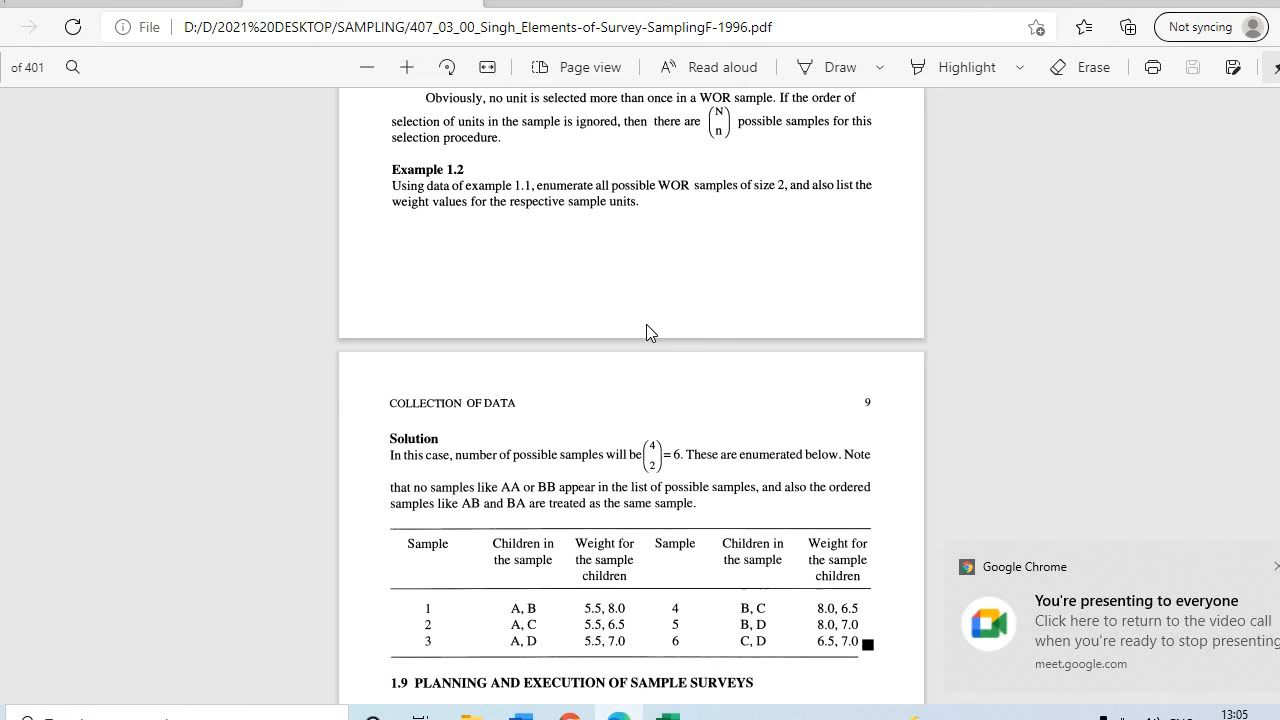 File
D:/D/2021%20DESKTOP/SAMPLING/407_03_00_Singh_Elements-of-Survey-SamplingF-1996.pdf
Not syncing
of 401
Page view
Read aloud
Draw
Highlight
Erase
Obviously, no unit is selected more than once in a WOR sample. If the order of
selection of units in the sample is ignored, then there are (N n) possible samples for this
selection procedure.
Example 1.2
Using data of example 1.1, enumerate all possible WOR samples of size 2, and also list the
weight values for the respective sample units.
COLLECTION OF DATA 9
Solution
In this case, number of possible samples will be (4 2) = 6. These are enumerated below. Note
that no samples like AA or BB appear in the list of possible samples, and also the ordered
samples like AB and BA are treated as the same sample.
Sample Children in Weight for Sample Children in Weight for
the sample the sample the sample the sample
children children
1 A, B 5.5, 8.0 4 B, C 8.0, 6.5
2 A, C 5.5, 6.5 5 B, D 8.0, 7.0
3 A, D 5.5, 7.0 6 C, D 6.5, 7.0
1.9 PLANNING AND EXECUTION OF SAMPLE SURVEYS
Google Chrome
You're presenting to everyone
Click here to return to the video call
when you're ready to stop presenting
meet.google.com
13:05